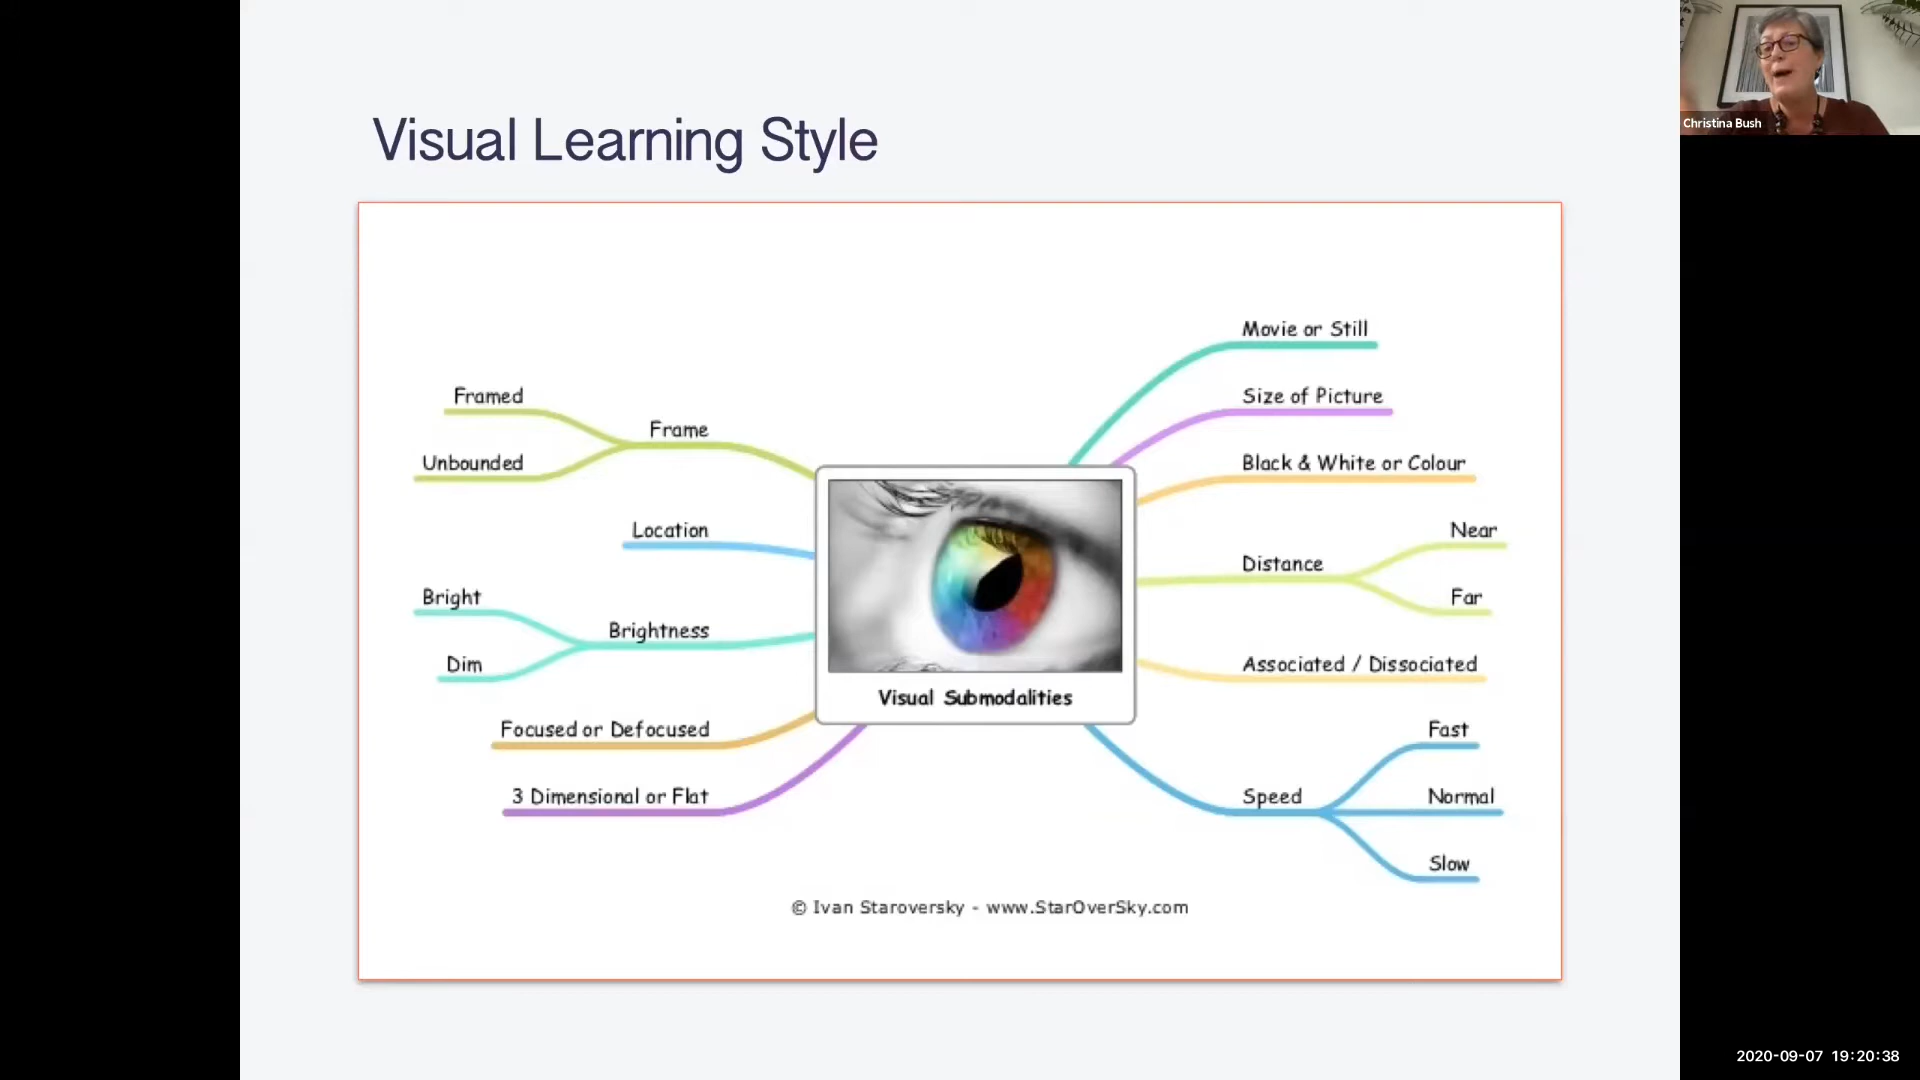 Visual Learning Style
Christina Bush
Movie or Still
Size of Picture
Black & White or Colour
Distance
Near
Far
Associated / Dissociated
Speed
Fast
Normal
Slow
Frame
Framed
Unbounded
Location
Brightness
Bright
Dim
Focused or Defocused
3 Dimensional or Flat
Visual Submodalities
© Ivan Staroversky - www.StarOverSky.com
2020-09-07 19:20:38